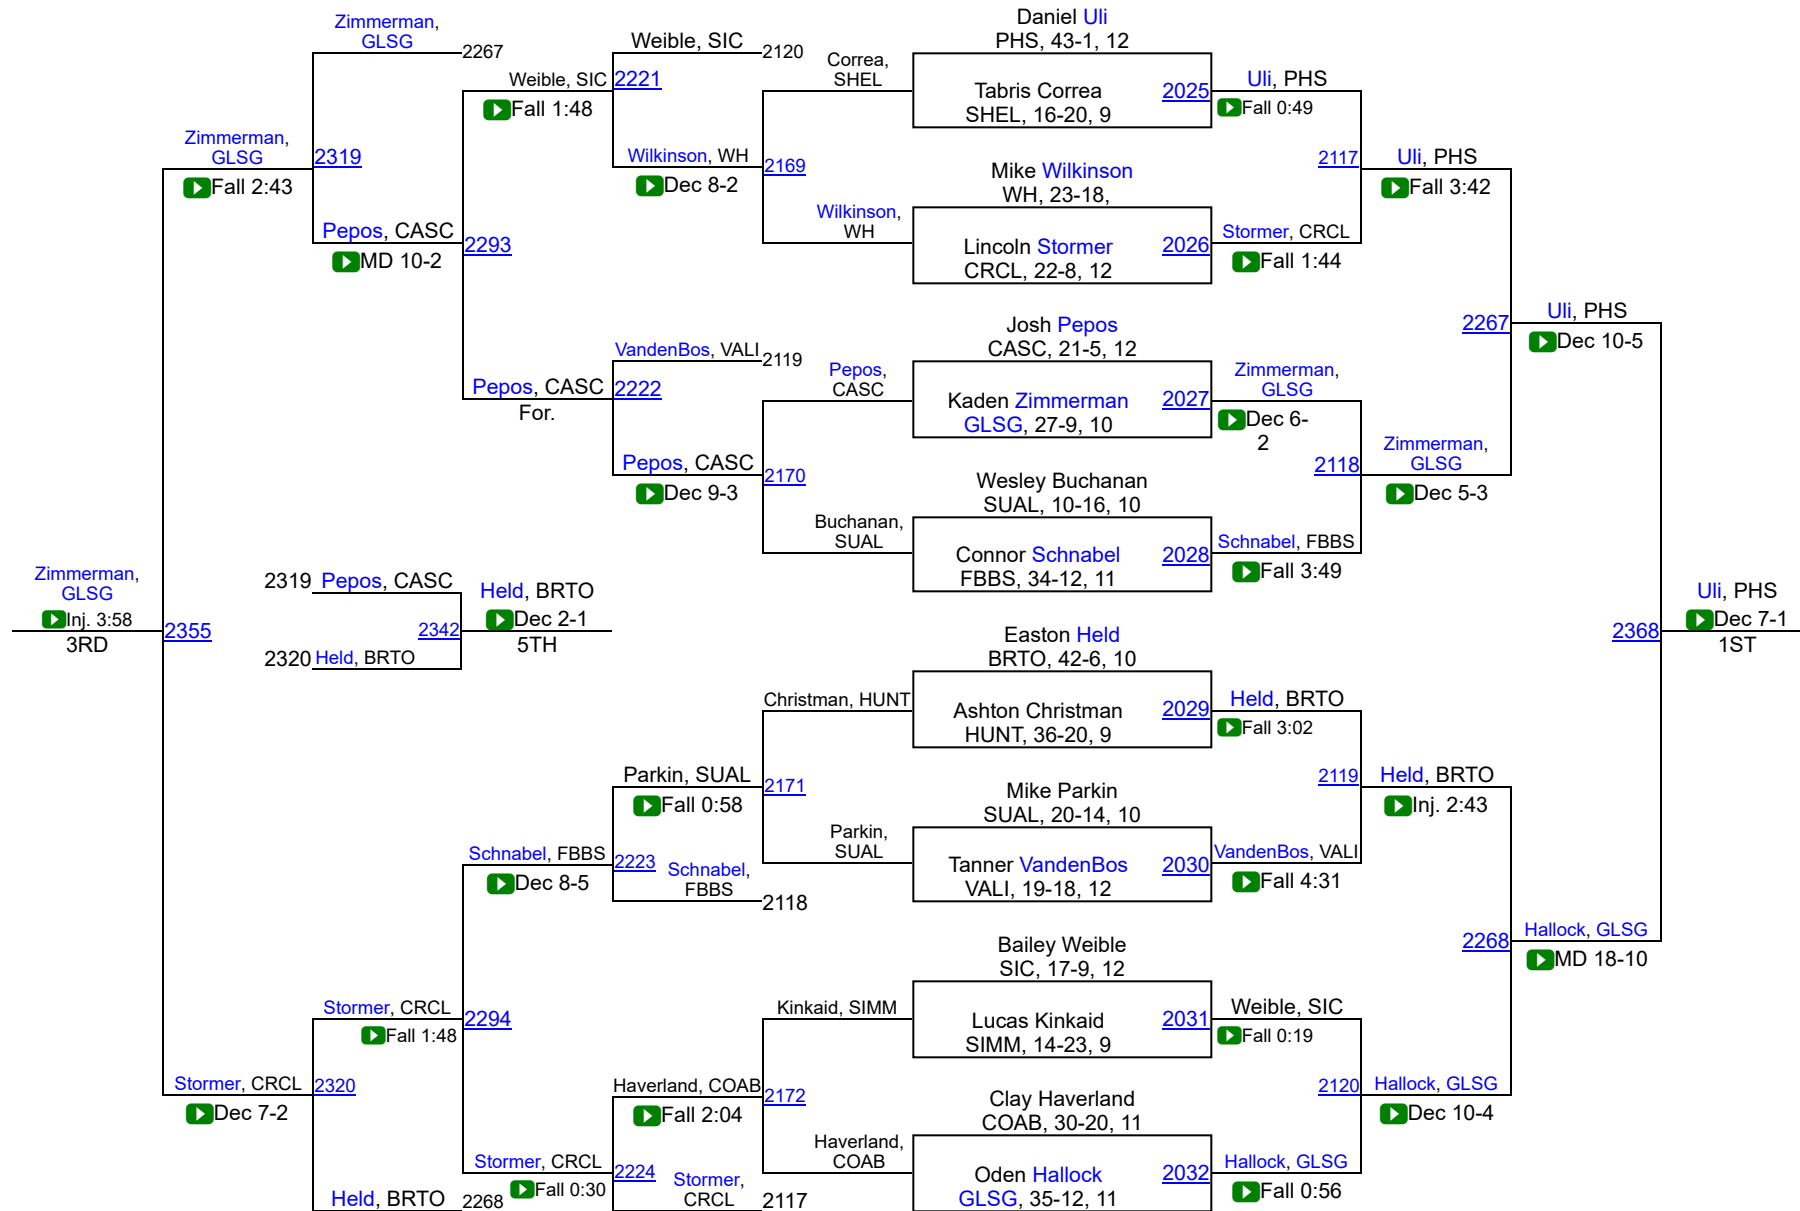 Daniel Uli
PHS, 43-1, 12
Tabris Correa
SHEL, 16-20, 9
2025
Mike Wilkinson
WH, 23-18,
Lincoln Stormer
CRCL, 22-8, 12
2026
Josh Pepos
CASC, 21-5, 12
Kaden Zimmerman
GLSG, 27-9, 10
2027
Wesley Buchanan
SUAL, 10-16, 10
Connor Schnabel
FBBS, 34-12, 11
2028
Easton Held
BRTO, 42-6, 10
Ashton Christman
HUNT, 36-20, 9
2029
Mike Parkin
SUAL, 20-14, 10
Tanner VandenBos
VALI, 19-18, 12
2030
Bailey Weible
SIC, 17-9, 12
Lucas Kinkaid
SIMM, 14-23, 9
2031
Clay Haverland
COAB, 30-20, 11
Oden Hallock
GLSG, 35-12, 11
2032
Uli, PHS
Fall 0:49
2117
Stormer, CRCL
Fall 1:44
Zimmerman,
GLSG
Dec 6-
2
2118
Schnabel, FBBS
Fall 3:49
Held, BRTO
Fall 3:02
2119
VandenBos, VALI
Fall 4:31
Weible, SIC
Fall 0:19
2120
Hallock, GLSG
Fall 0:56
Uli, PHS
Fall 3:42
2267
Zimmerman,
GLSG
Dec 5-3
Held, BRTO
Inj. 2:43
2268
Hallock, GLSG
Dec 10-4
Uli, PHS
Dec 10-5
2368
Hallock, GLSG
MD 18-10
Uli, PHS
Dec 7-1
1ST
Correa,
SHEL
2169
Wilkinson,
WH
Pepos,
CASC
2170
Buchanan,
SUAL
Christman, HUNT
2171
Parkin,
SUAL
Kinkaid, SIMM
2172
Haverland,
COAB
Weible, SIC
2120
2221
Wilkinson, WH
Dec 8-2
VandenBos, VALI
2119
2222
Pepos, CASC
Dec 9-3
Parkin, SUAL
Fall 0:58
2223
Schnabel,
FBBS
2118
Haverland, COAB
Fall 2:04
2224
Stormer,
CRCL
2117
Weible, SIC
Fall 1:48
2293
Pepos, CASC
For.
Schnabel, FBBS
Dec 8-5
2294
Stormer, CRCL
Fall 0:30
Zimmerman,
GLSG
2267
2319
Pepos, CASC
MD 10-2
Stormer, CRCL
Fall 1:48
2320
Held, BRTO
2268
Zimmerman,
GLSG
Fall 2:43
2355
Stormer, CRCL
Dec 7-2
Zimmerman,
GLSG
Inj. 3:58
3RD
2319
Pepos, CASC
2342
2320
Held, BRTO
Held, BRTO
Dec 2-1
5TH